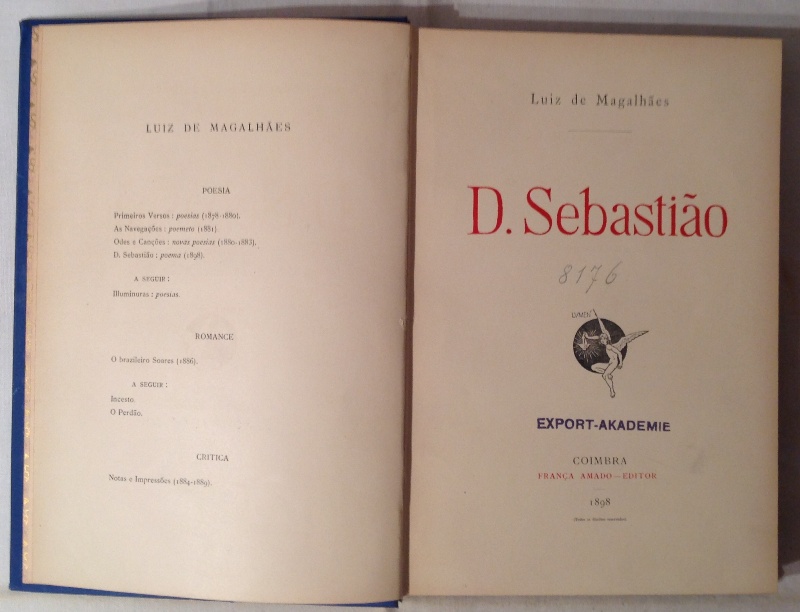 LUIZ DE MAGALHÃES
POESIA
Primeiros Versos : poesias (1878-1880).
As Navegações : poemeto (1881).
Odes e Canções : novas poesias (1880-1883).
D. Sebastião : poema (1898).
A SEGUIR :
Illuminuras : poesias.
ROMANCE
O brazileiro Soares (1886).
A SEGUIR :
Incesto.
O Perdão.
CRITICA
Notas e Impressões (1884-1889).
Luiz de Magalhães
D. Sebastião
8176
EXPORT-AKADEMIE
COIMBRA
FRANÇA AMADO—EDITOR
1898